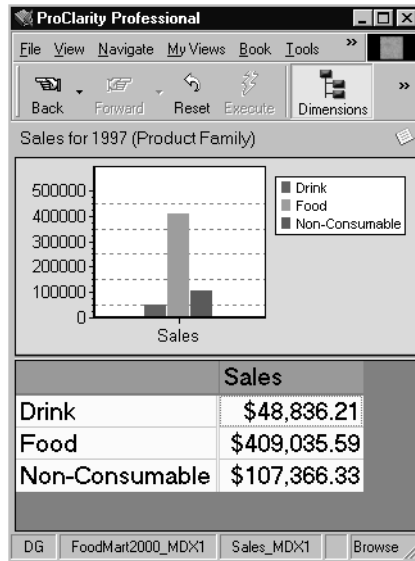 ProClarity Professional
File View Navigate My Views Book Tools »
Back Forward Reset Execute Dimensions »
Sales for 1997 (Product Family)
500000
400000
300000
200000
100000
0
Sales
Drink
Food
Non-Consumable
Sales
Drink $48,836.21
Food $409,035.59
Non-Consumable $107,366.33
DG FoodMart2000_MDX1 Sales_MDX1 Browse